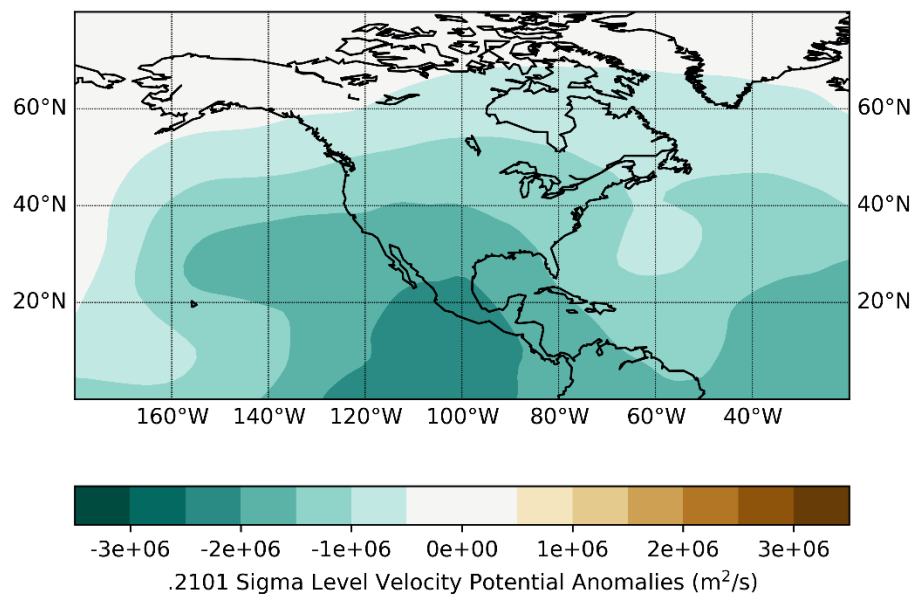 60°N 60°N
40°N 40°N
20°N 20°N
160°W 140°W 120°W 100°W 80°W 60°W 40°W
-3e+06 -2e+06 -1e+06 0e+00 1e+06 2e+06 3e+06
.2101 Sigma Level Velocity Potential Anomalies (m²/s)